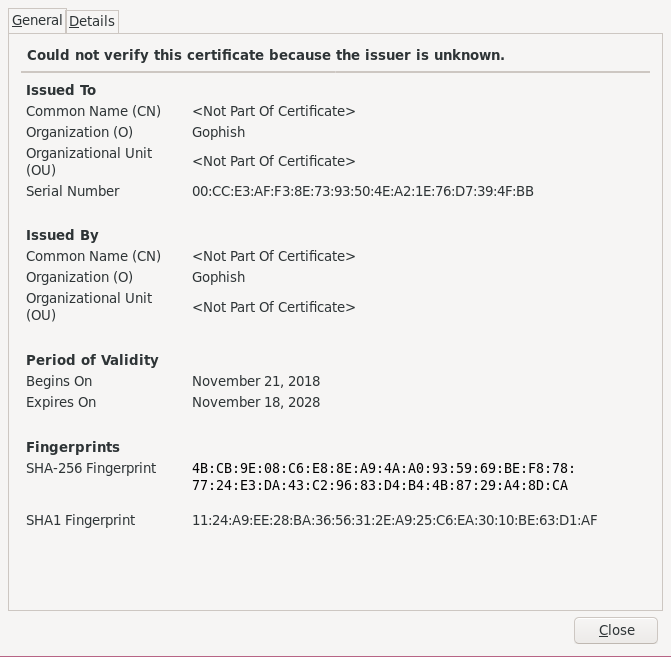 General Details
Could not verify this certificate because the issuer is unknown.
Issued To
Common Name (CN) <Not Part Of Certificate>
Organization (O) Gophish
Organizational Unit
(OU) <Not Part Of Certificate>
Serial Number 00:CC:E3:AF:F3:8E:73:93:50:4E:A2:1E:76:D7:39:4F:BB
Issued By
Common Name (CN) <Not Part Of Certificate>
Organization (O) Gophish
Organizational Unit
(OU) <Not Part Of Certificate>
Period of Validity
Begins On November 21, 2018
Expires On November 18, 2028
Fingerprints
SHA-256 Fingerprint 4B:CB:9E:08:C6:E8:8E:A9:4A:A0:93:59:69:BE:F8:78:
77:24:E3:DA:43:C2:96:83:D4:B4:4B:87:29:A4:8D:CA
SHA1 Fingerprint 11:24:A9:EE:28:BA:36:56:31:2E:A9:25:C6:EA:30:10:BE:63:D1:AF
Close